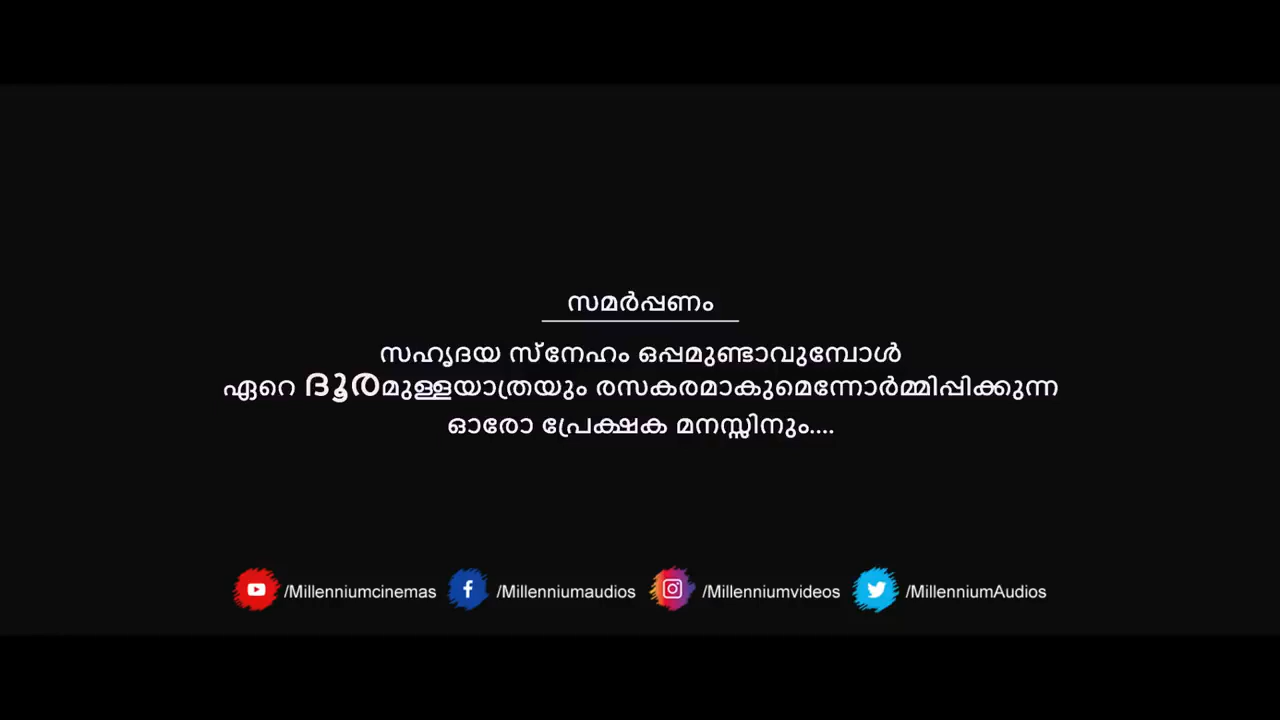 സമർപ്പണം
സഹൃദയ സ്നേഹം ഒപ്പമുണ്ടാവുമ്പോൾ
ഏറെ ദൂരമുള്ളയാത്രയും രസകരമാകുമെന്നോർമ്മിപ്പിക്കുന്ന
ഓരോ പ്രേക്ഷക മനസ്സിനും....
/Millenniumcinemas /Millenniumaudios /Millenniumvideos /MillenniumAudios